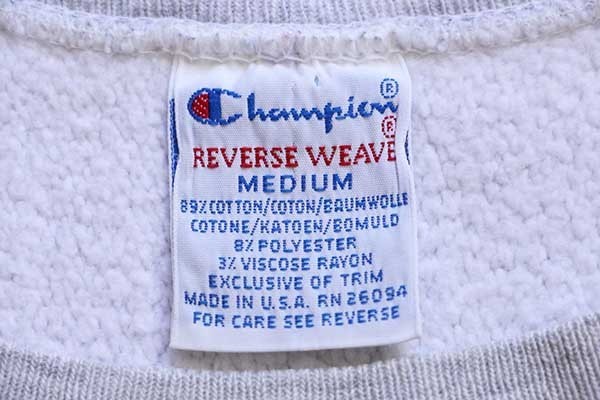 Champion®
®
REVERSE WEAVE
MEDIUM
89% COTTON/COTON/BAUMWOLLE
COTONE/KATOEN/BOMULD
8% POLYESTER
3% VISCOSE RAYON
EXCLUSIVE OF TRIM
MADE IN U.S.A. RN 26094
FOR CARE SEE REVERSE